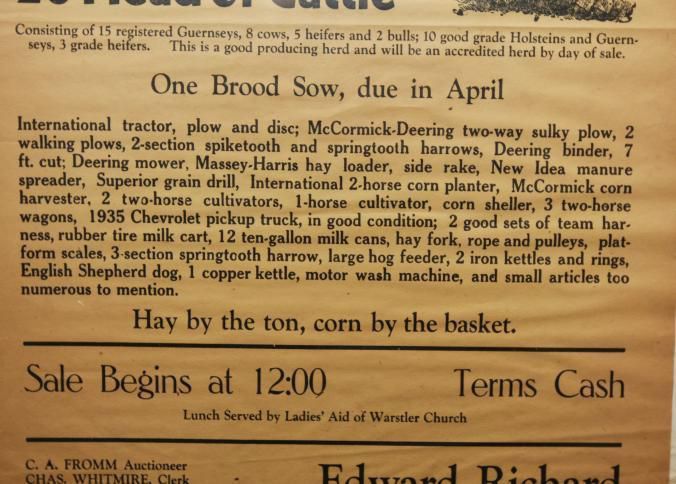 Head of Cattle
Consisting of 15 registered Guernseys, 8 cows, 5 heifers and 2 bulls; 10 good grade Holsteins and Guern-
seys, 3 grade heifers. This is a good producing herd and will be an accredited herd by day of sale.
One Brood Sow, due in April
International tractor, plow and disc; McCormick-Deering two-way sulky plow, 2
walking plows, 2-section spiketooth and springtooth harrows, Deering binder, 7
ft. cut; Deering mower, Massey-Harris hay loader, side rake, New Idea manure
spreader, Superior grain drill, International 2-horse corn planter, McCormick corn
harvester, 2 two-horse cultivators, 1-horse cultivator, corn sheller, 3 two-horse
wagons, 1935 Chevrolet pickup truck, in good condition; 2 good sets of team har-
ness, rubber tire milk cart, 12 ten-gallon milk cans, hay fork, rope and pulleys, plat-
form scales, 3-section springtooth harrow, large hog feeder, 2 iron kettles and rings,
English Shepherd dog, 1 copper kettle, motor wash machine, and small articles too
numerous to mention.
Hay by the ton, corn by the basket.
Sale Begins at 12:00 Terms Cash
Lunch Served by Ladies' Aid of Warstler Church
C. A. FROMM Auctioneer
CHAS. WHITMIRE, Clerk
Edward Richard